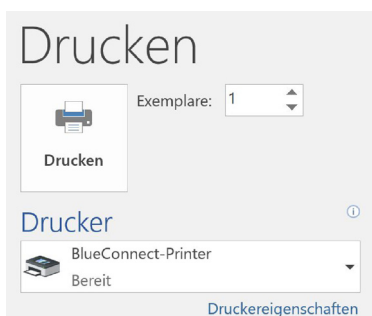 Drucken
Exemplare: 1
Drucken
Drucker
BlueConnect-Printer
Bereit
Druckereigenschaften